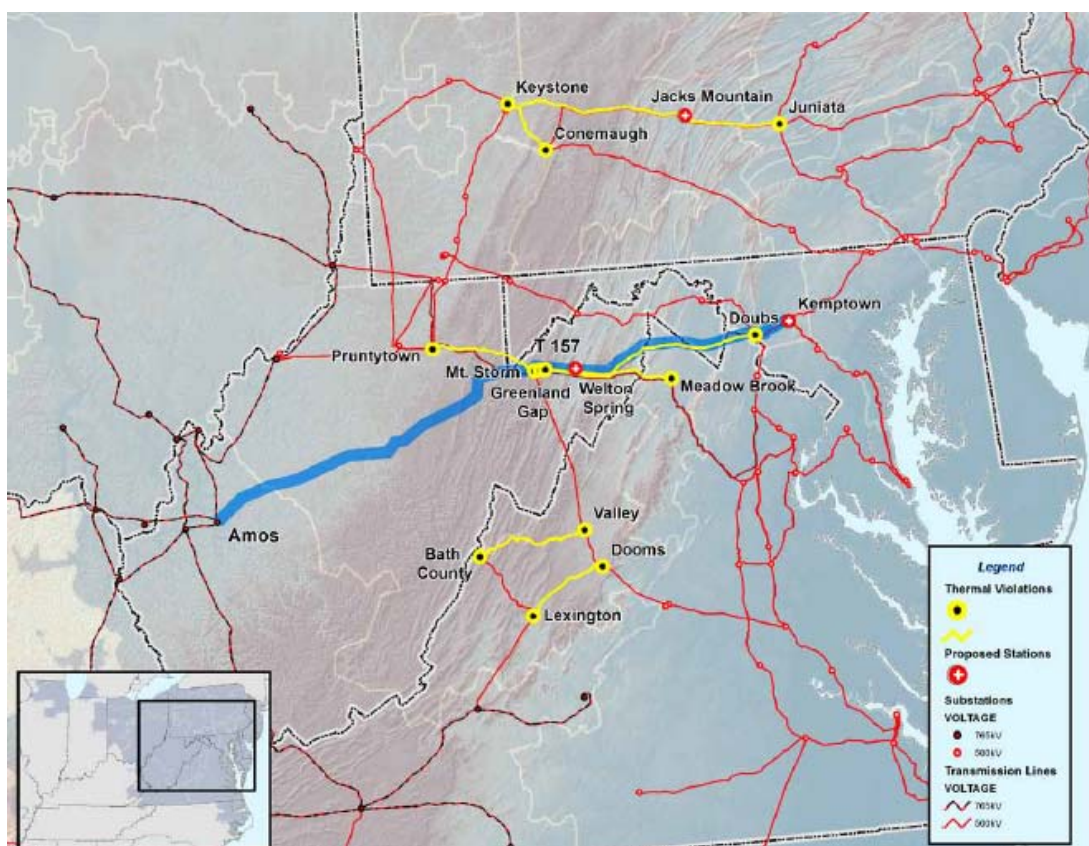 Keystone
Jacks Mountain
Juniata
Conemaugh
Kemptown
Doubs
Pruntytown
T 157
Mt. Storm
Greenland
Gap
Welton
Spring
Meadow Brook
Amos
Valley
Bath
County
Dooms
Lexington
Legend
Thermal Violations
Proposed Stations
Substations
VOLTAGE
765kV
500kV
Transmission Lines
VOLTAGE
765kV
500kV